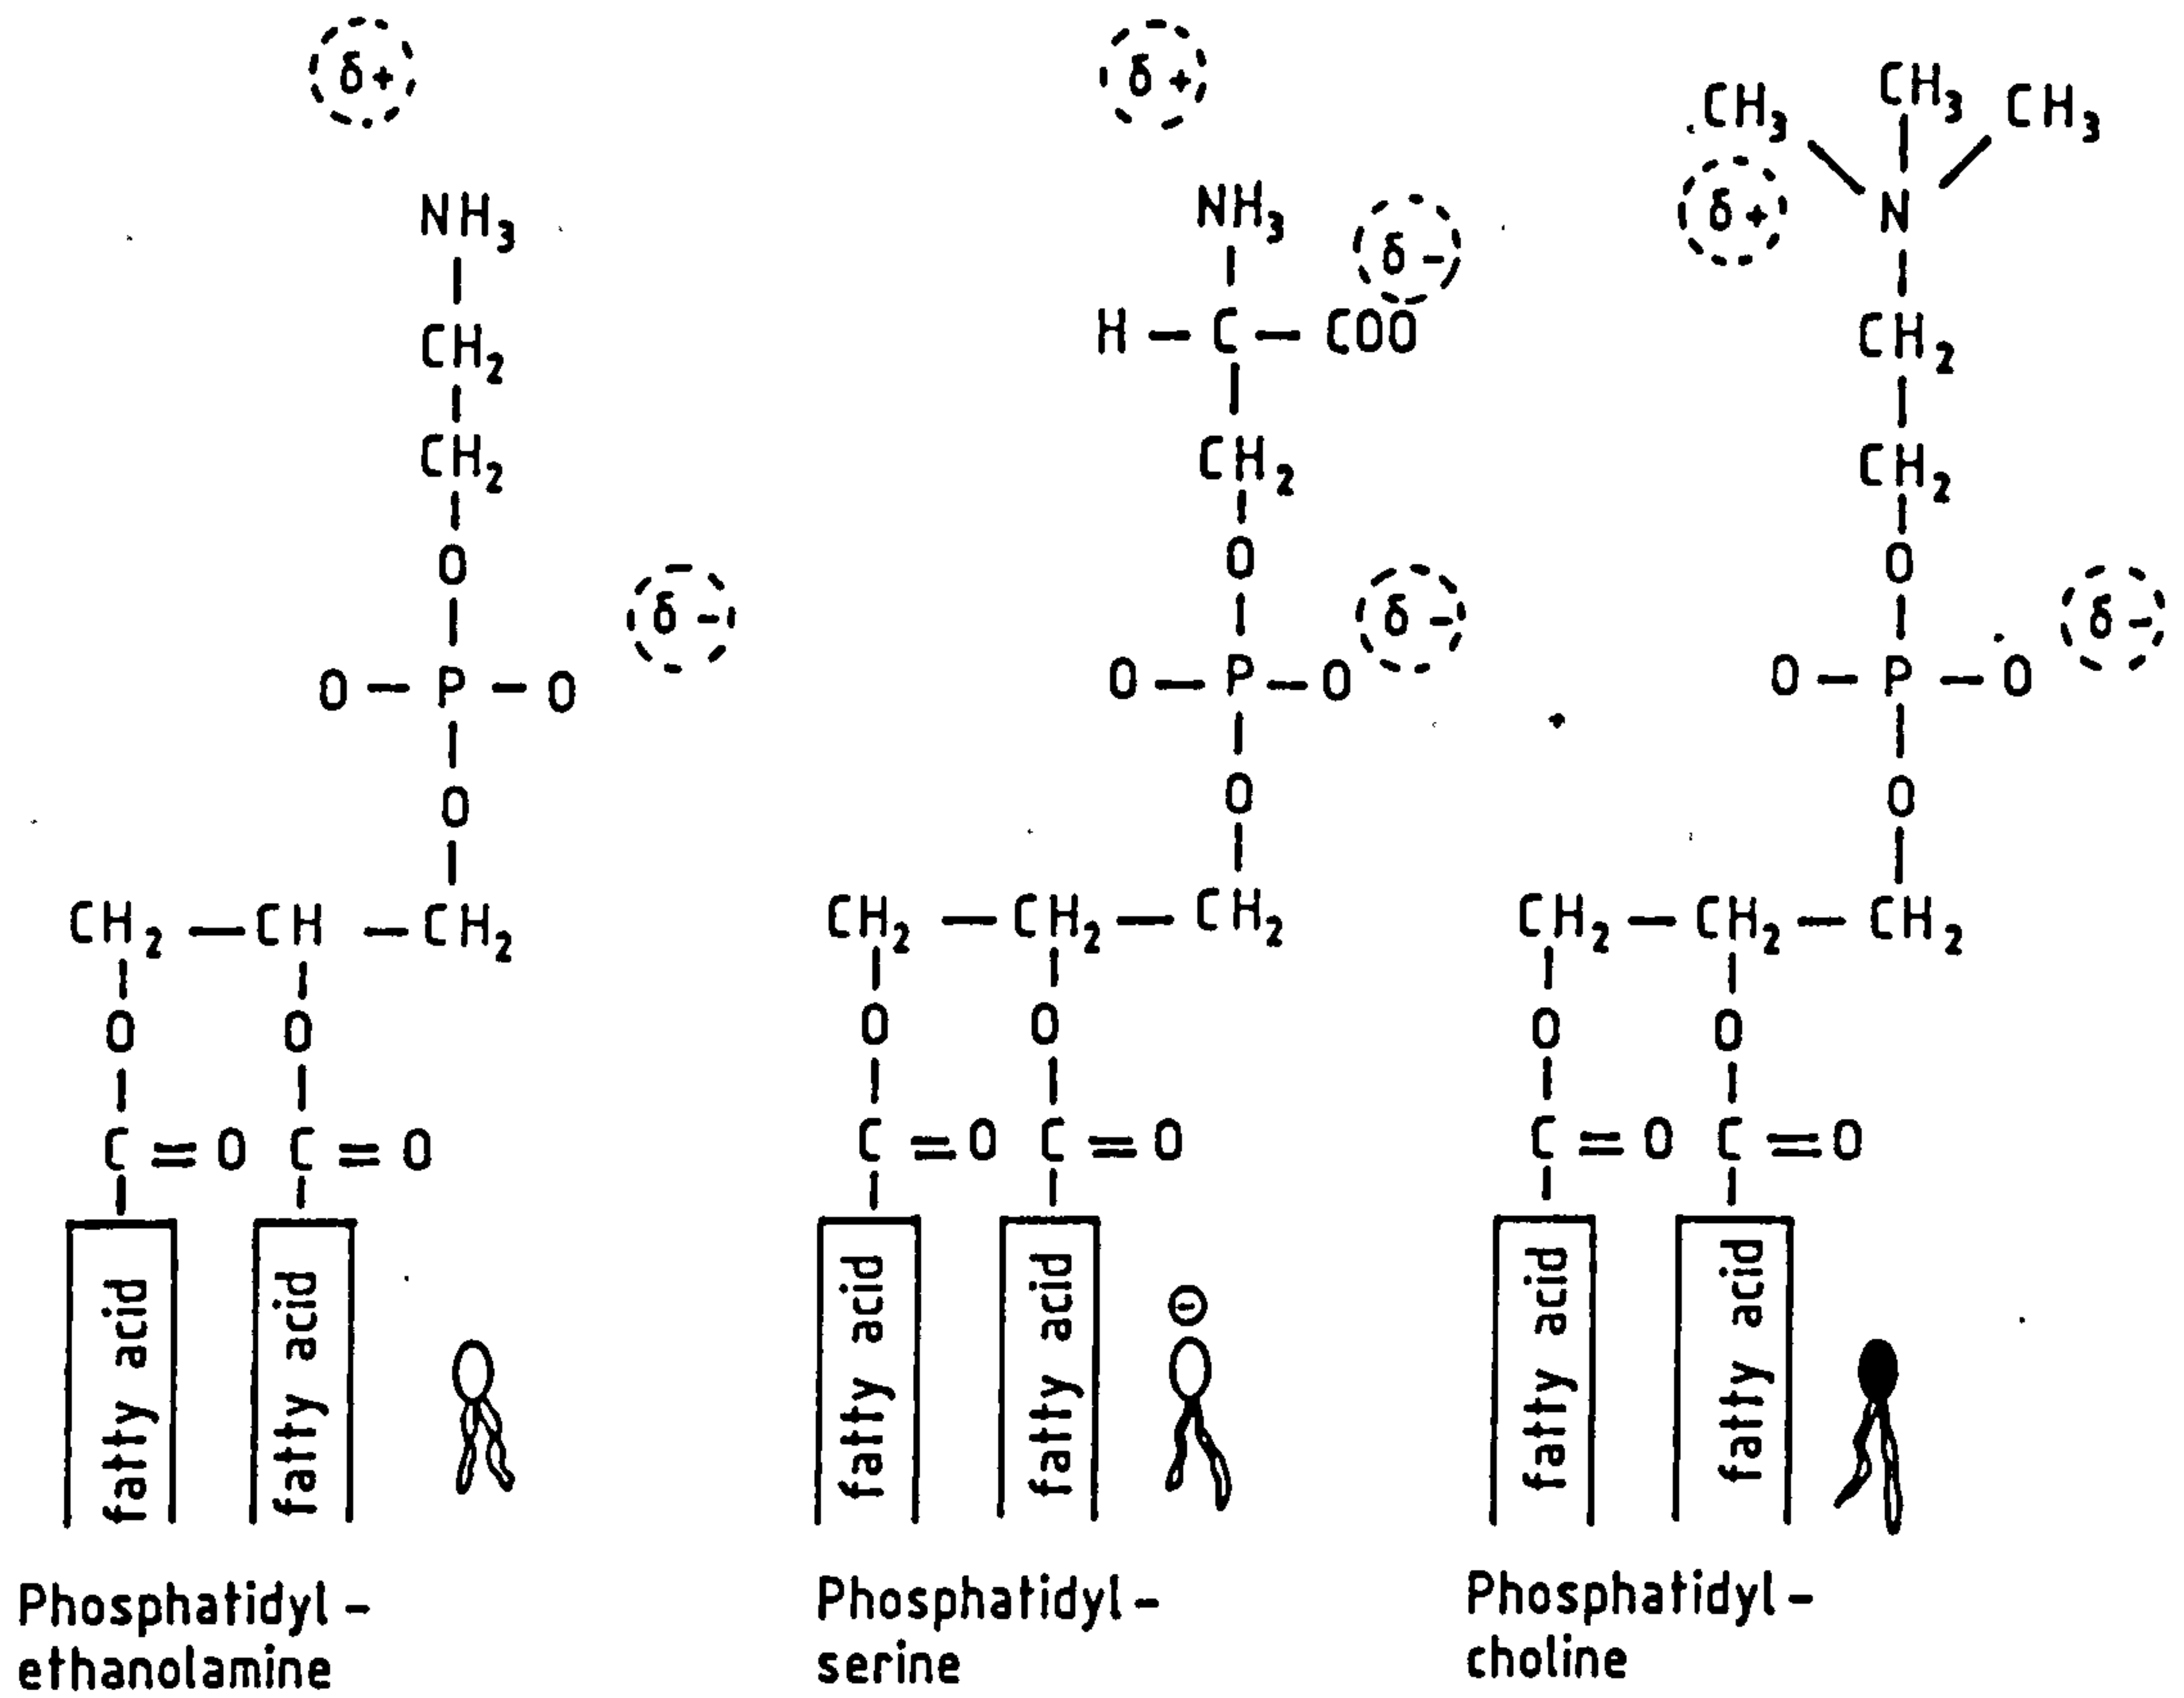 δ+ δ+ CH3 CH3 CH3
δ+
NH3 NH3 δ- N
CH2 H-C-COO CH2
CH2 CH2 CH2
O O O
δ- δ- δ-
O-P-O O-P-O O-P-O
O O O
CH2-CH-CH2 CH2-CH2-CH2 CH2-CH2-CH2
O O O O O O
C=O C=O C=O C=O C=O C=O
fatty acid fatty acid fatty acid fatty acid fatty acid fatty acid
⊖
Phosphatidyl-
ethanolamine
Phosphatidyl-
serine
Phosphatidyl-
choline